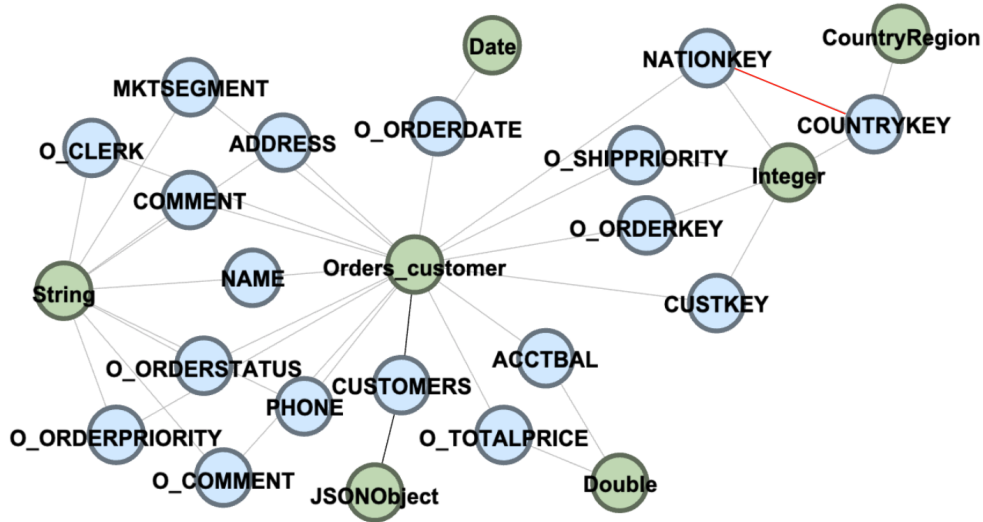 Date
CountryRegion
NATIONKEY
MKTSEGMENT
O_ORDERDATE
COUNTRYKEY
O_CLERK
ADDRESS
O_SHIPPRIORITY
Integer
COMMENT
O_ORDERKEY
Orders_customer
NAME
String
CUSTKEY
ACCTBAL
O_ORDERSTATUS
CUSTOMERS
PHONE
O_ORDERPRIORITY
O_TOTALPRICE
O_COMMENT
Double
JSONObject